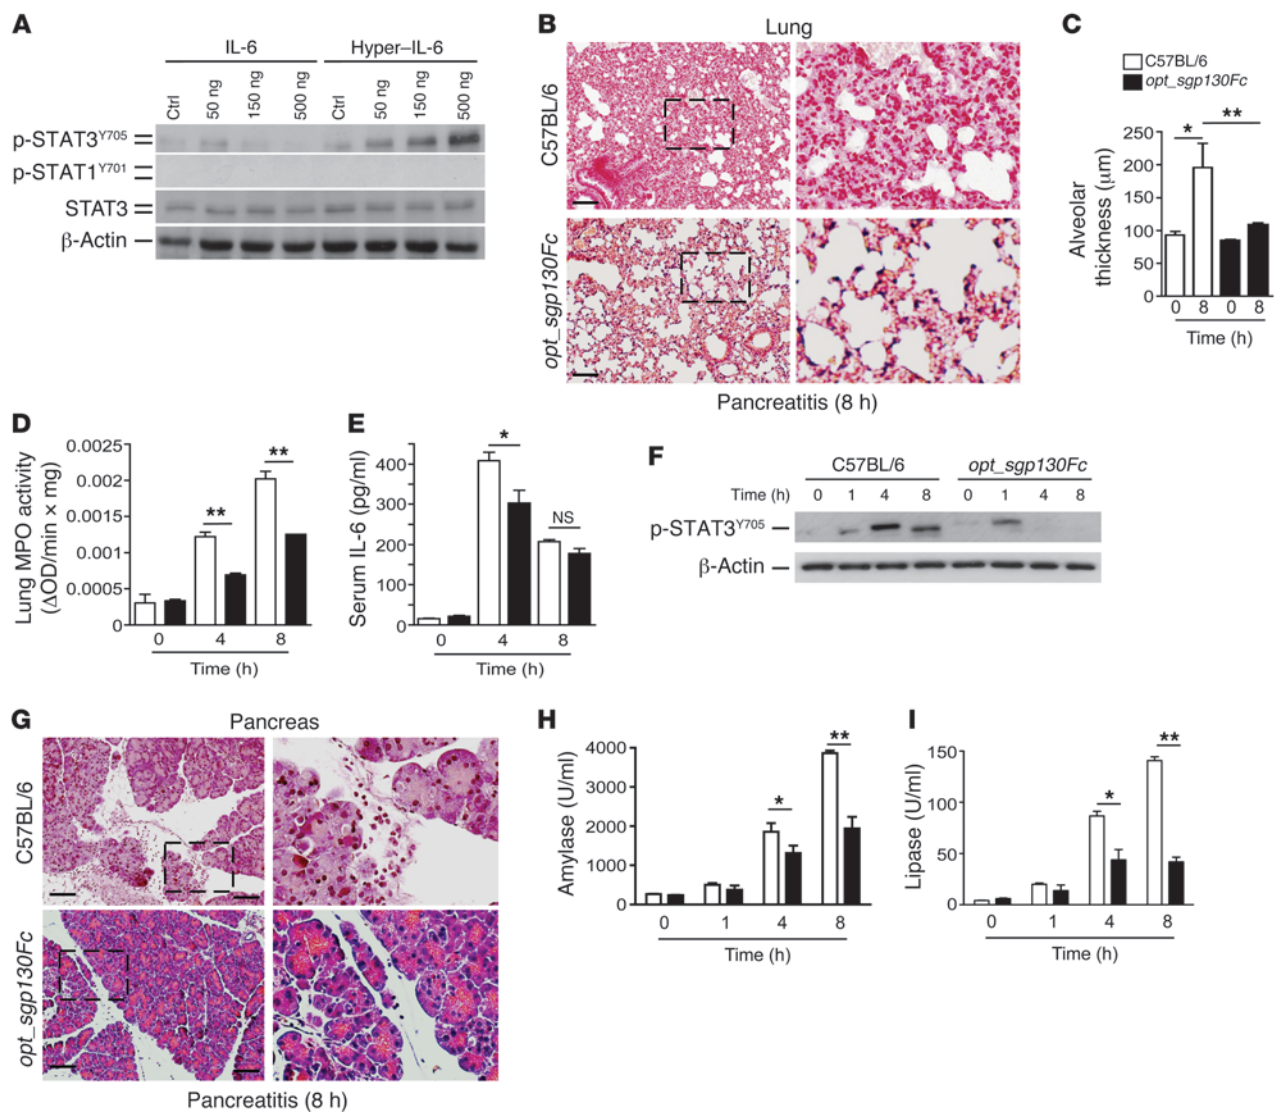 A
IL-6 Hyper–IL-6
Ctrl 50 ng 150 ng 500 ng Ctrl 50 ng 150 ng 500 ng
p-STAT3Y705
p-STAT1Y701
STAT3
β-Actin
B
Lung
C57BL/6
opt_sgp130Fc
Pancreatitis (8 h)
C
C57BL/6
opt_sgp130Fc
Alveolar
thickness (μm)
250
200
150
100
50
0
* **
0 8 0 8
Time (h)
D
Lung MPO activity
(ΔOD/min × mg)
0.0025
0.002
0.0015
0.001
0.0005
0
** **
0 4 8
Time (h)
E
Serum IL-6 (pg/ml)
400
300
200
100
0
* NS
0 4 8
Time (h)
F
C57BL/6 opt_sgp130Fc
Time (h) 0 1 4 8 0 1 4 8
p-STAT3Y705
β-Actin
G
Pancreas
C57BL/6
opt_sgp130Fc
Pancreatitis (8 h)
H
Amylase (U/ml)
4000
3000
2000
1000
0
* **
0 1 4 8
Time (h)
I
Lipase (U/ml)
150
100
50
0
* **
0 1 4 8
Time (h)